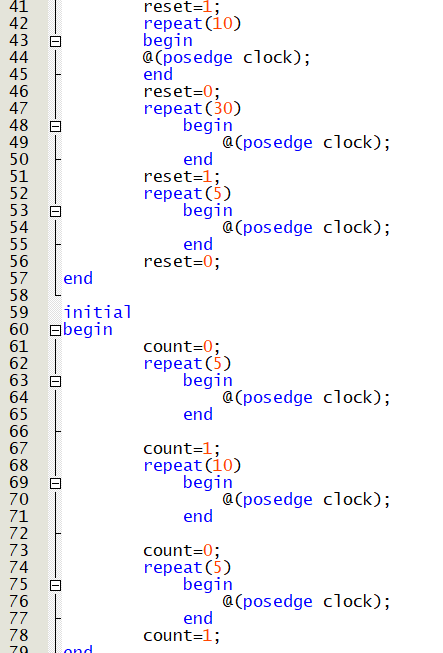 41 reset=1;
42 repeat(10)
43 begin
44 @(posedge clock);
45 end
46 reset=0;
47 repeat(30)
48 begin
49 @(posedge clock);
50 end
51 reset=1;
52 repeat(5)
53 begin
54 @(posedge clock);
55 end
56 reset=0;
57 end
58
59 initial
60 begin
61 count=0;
62 repeat(5)
63 begin
64 @(posedge clock);
65 end
66
67 count=1;
68 repeat(10)
69 begin
70 @(posedge clock);
71 end
72
73 count=0;
74 repeat(5)
75 begin
76 @(posedge clock);
77 end
78 count=1;
79 end